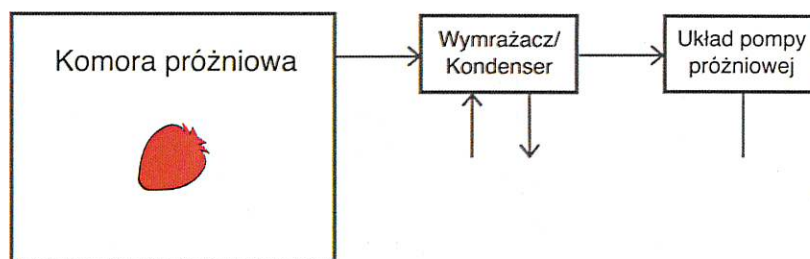 Komora próżniowa
Wymrażacz/
Kondenser
Układ pompy
próżniowej